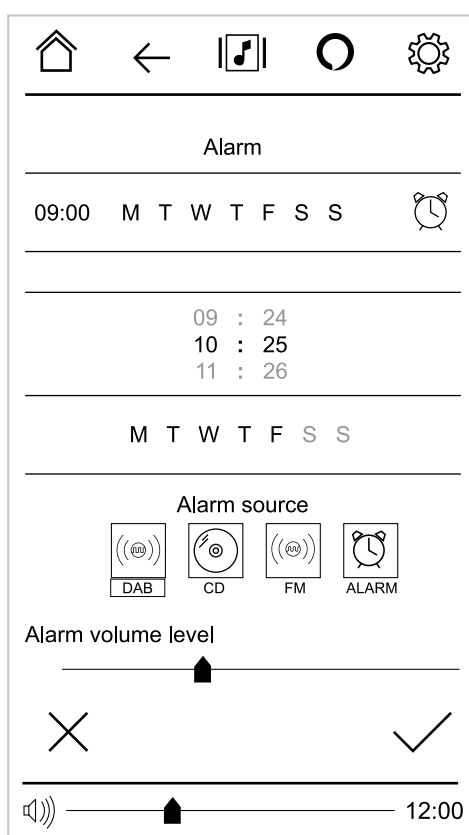 Alarm
09:00 M T W T F S S
09 : 24
10 : 25
11 : 26
M T W T F S S
Alarm source
DAB CD FM ALARM
Alarm volume level
12:00